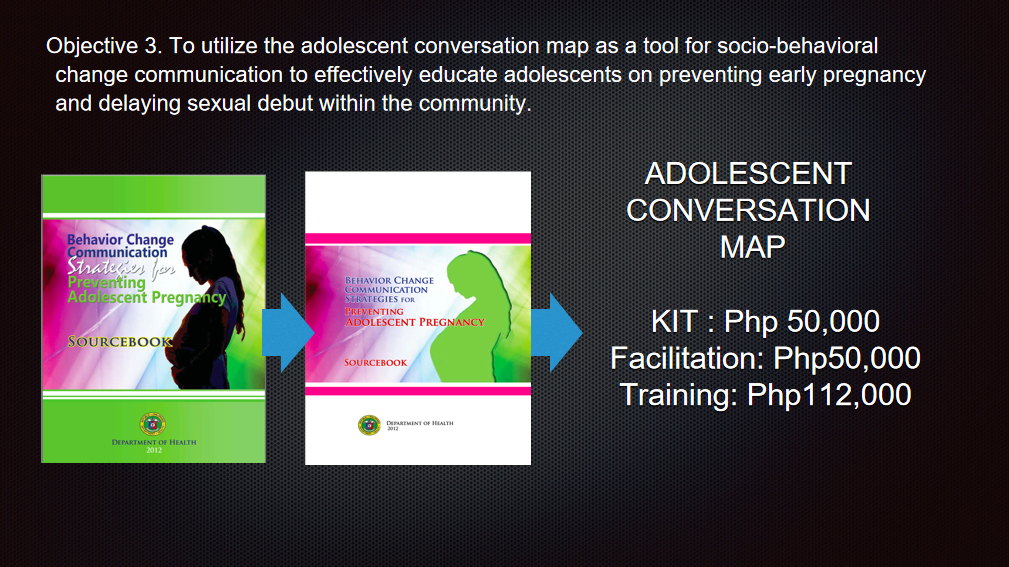 Objective 3. To utilize the adolescent conversation map as a tool for socio-behavioral
change communication to effectively educate adolescents on preventing early pregnancy
and delaying sexual debut within the community.
Behavior Change
Communication
Strategies for
Preventing
Adolescent Pregnancy
SOURCEBOOK
DEPARTMENT OF HEALTH
2012
BEHAVIOR CHANGE
COMMUNICATION
STRATEGIES FOR
PREVENTING
ADOLESCENT PREGNANCY
SOURCEBOOK
DEPARTMENT OF HEALTH
2012
ADOLESCENT
CONVERSATION
MAP
KIT : Php 50,000
Facilitation: Php50,000
Training: Php112,000